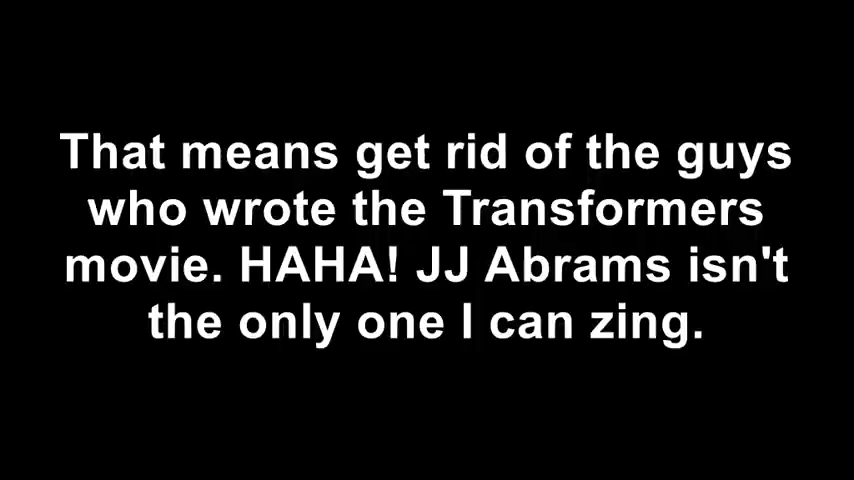 That means get rid of the guys
who wrote the Transformers
movie. HAHA! JJ Abrams isn't
the only one I can zing.